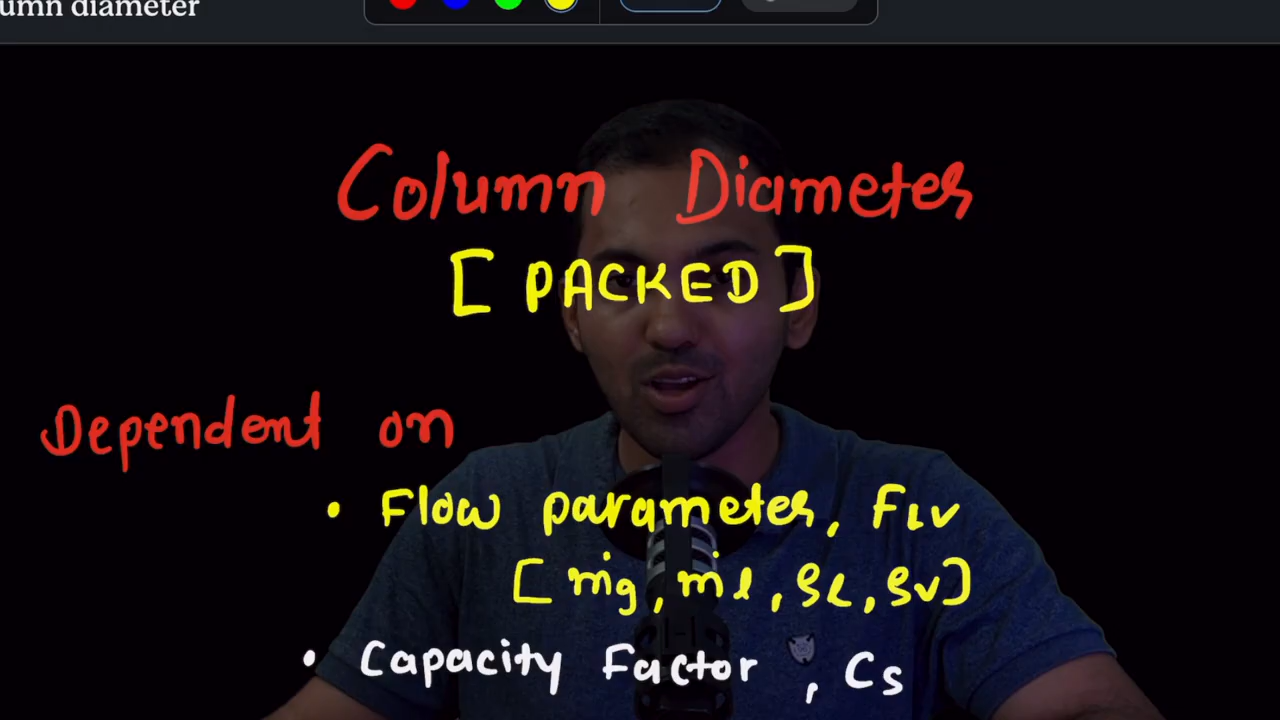 umn diameter
Column Diameter
[ PACKED ]
Dependent on
• Flow parameter, FLV
[ ṁg, ṁl, ρL, ρv ]
• Capacity Factor, Cs